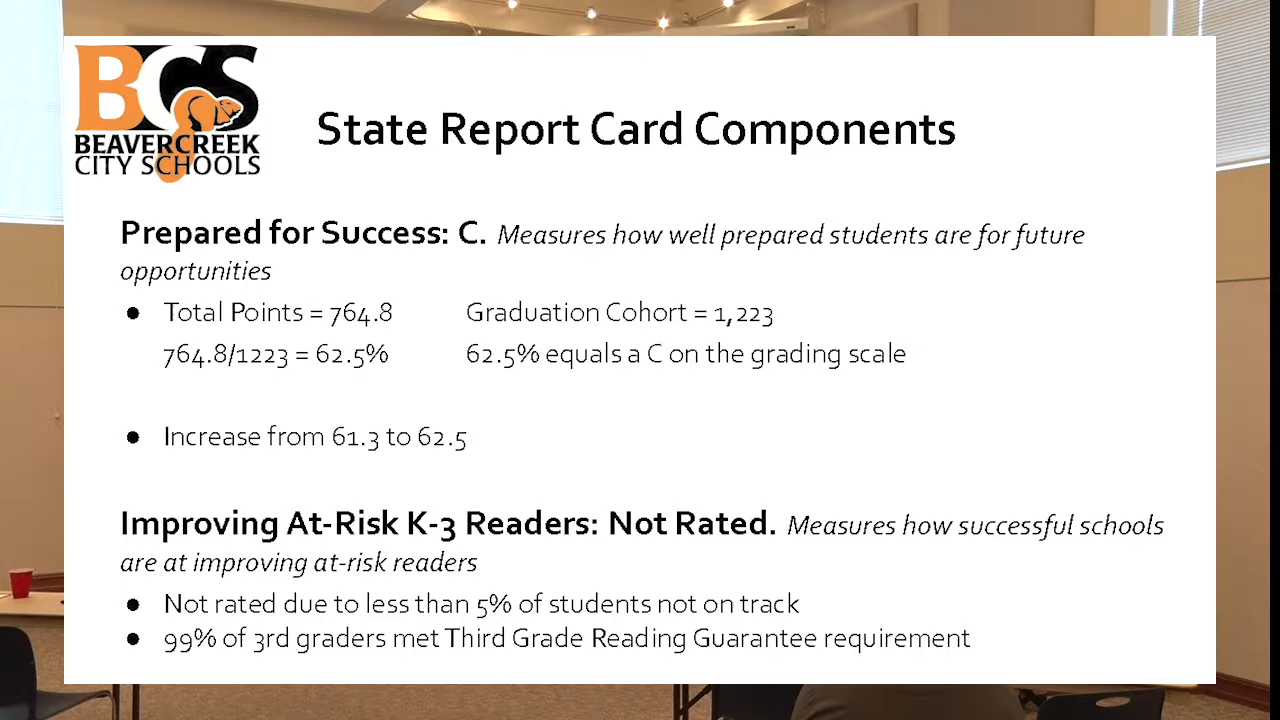 BCS
BEAVERCREEK
CITY SCHOOLS
State Report Card Components
Prepared for Success: C. Measures how well prepared students are for future
opportunities
● Total Points = 764.8 Graduation Cohort = 1,223
764.8/1223 = 62.5% 62.5% equals a C on the grading scale
● Increase from 61.3 to 62.5
Improving At-Risk K-3 Readers: Not Rated. Measures how successful schools
are at improving at-risk readers
● Not rated due to less than 5% of students not on track
● 99% of 3rd graders met Third Grade Reading Guarantee requirement